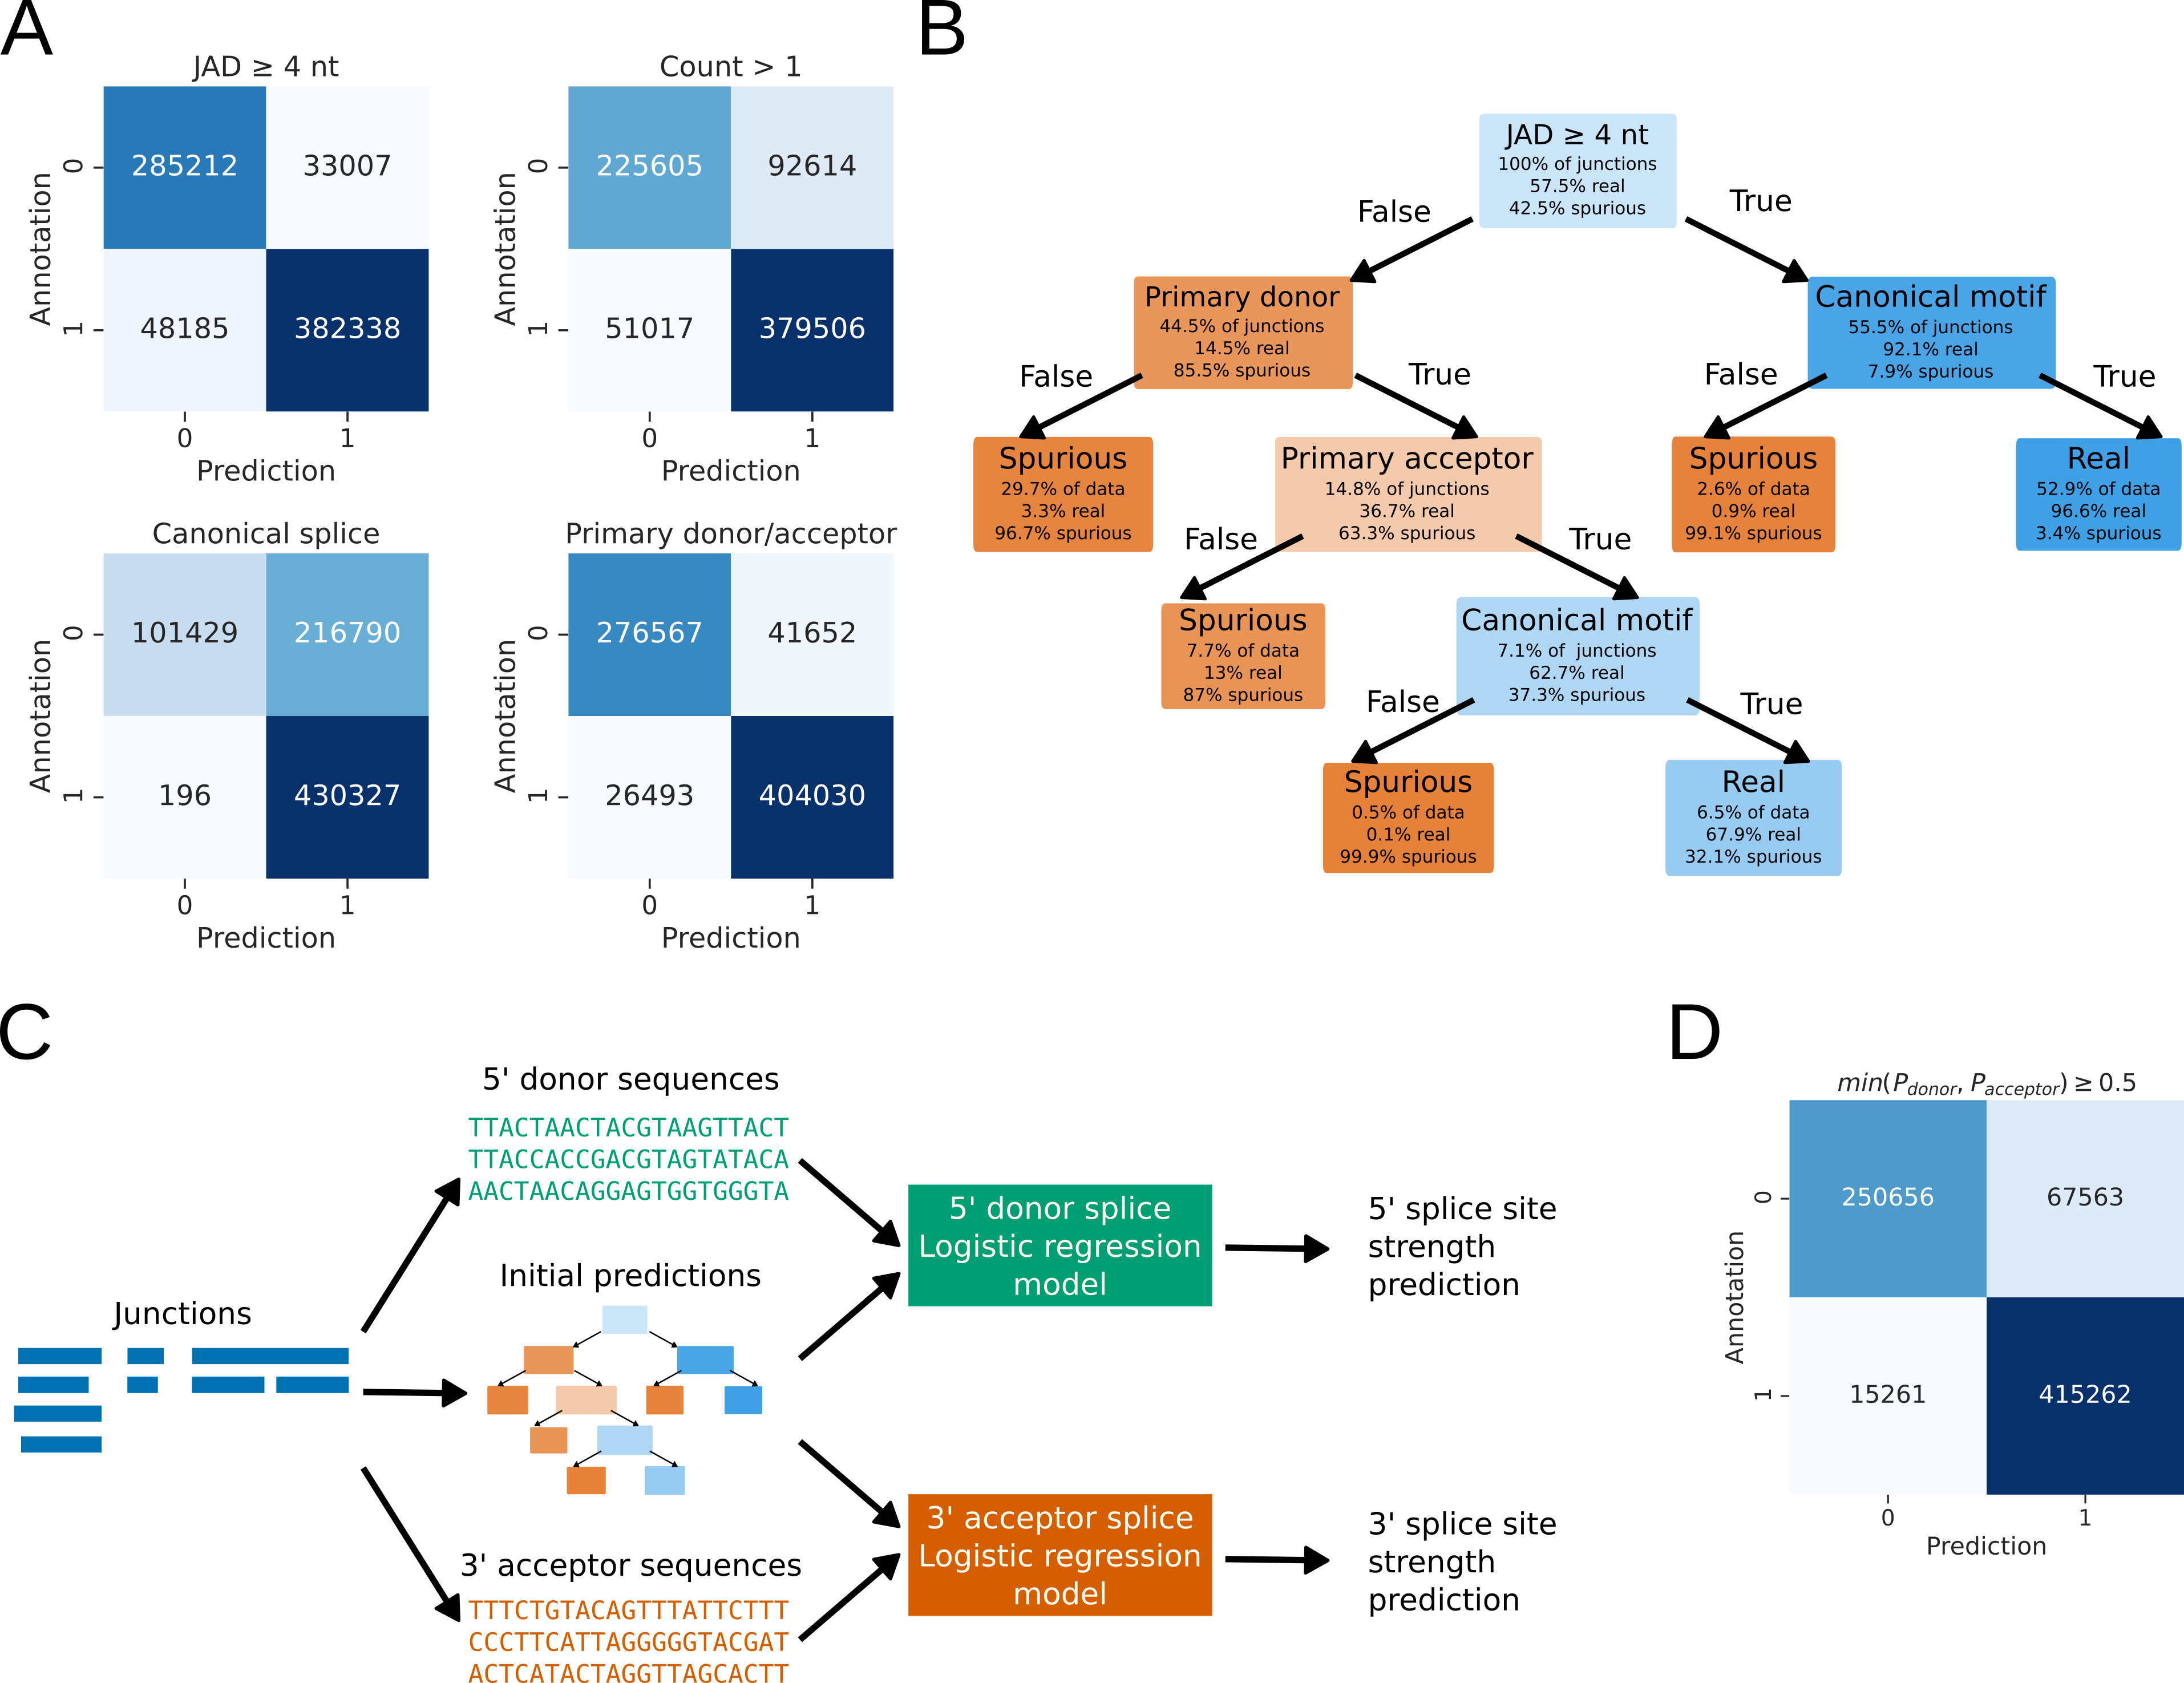 A
JAD ≥ 4 nt
Annotation
0
1
285212
33007
48185
382338
0
1
Prediction
Count > 1
Annotation
0
1
225605
92614
51017
379506
0
1
Prediction
Canonical splice
Annotation
0
1
101429
216790
196
430327
0
1
Prediction
Primary donor/acceptor
Annotation
0
1
276567
41652
26493
404030
0
1
Prediction
B
JAD ≥ 4 nt
100% of junctions
57.5% real
42.5% spurious
False
True
Primary donor
44.5% of junctions
14.5% real
85.5% spurious
Canonical motif
55.5% of junctions
92.1% real
7.9% spurious
False
True
False
True
Spurious
29.7% of data
3.3% real
96.7% spurious
Primary acceptor
14.8% of junctions
36.7% real
63.3% spurious
Spurious
2.6% of data
0.9% real
99.1% spurious
Real
52.9% of data
96.6% real
3.4% spurious
False
True
Spurious
7.7% of data
13% real
87% spurious
Canonical motif
7.1% of junctions
62.7% real
37.3% spurious
False
True
Spurious
0.5% of data
0.1% real
99.9% spurious
Real
6.5% of data
67.9% real
32.1% spurious
C
Junctions
5' donor sequences
TTACTAACTACGTAAGTTACT
TTACCACCGACGTAGTATACA
AACTAACAGGAGTGGTGGGTA
Initial predictions
3' acceptor sequences
TTTCTGTACAGTTTATTCTTT
CCCTTCATTAGGGGGTACGAT
ACTCATACTAGGTTAGCACTT
5' donor splice
Logistic regression
model
5' splice site
strength
prediction
3' acceptor splice
Logistic regression
model
3' splice site
strength
prediction
D
min(P_donor, P_acceptor) ≥ 0.5
Annotation
0
1
250656
67563
15261
415262
0
1
Prediction